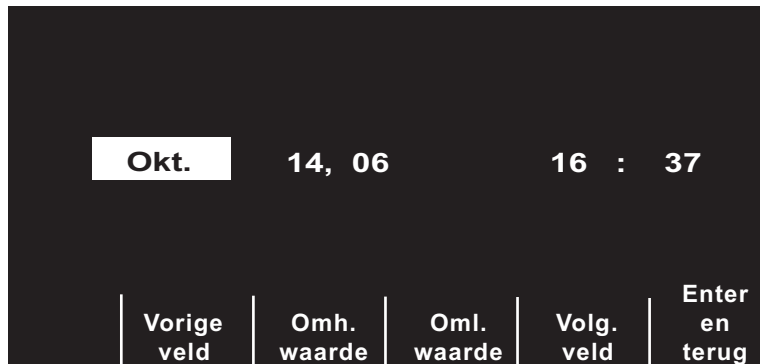 Okt. 14, 06 16 : 37
Vorige veld
Omh. waarde
Oml. waarde
Volg. veld
Enter en terug